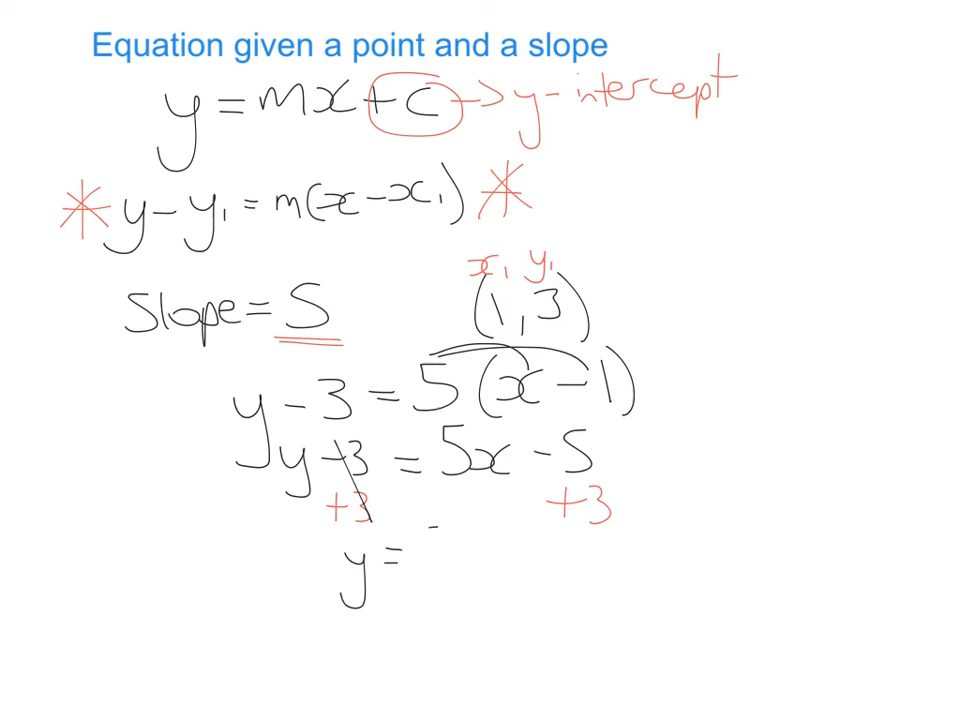 Equation given a point and a slope
y = mx + c → y-intercept
* y - y₁ = m(x - x₁) *
x₁ y₁
Slope = 5 (1, 3)
y - 3 = 5(x - 1)
y - 3 = 5x - 5
+3 +3
y =